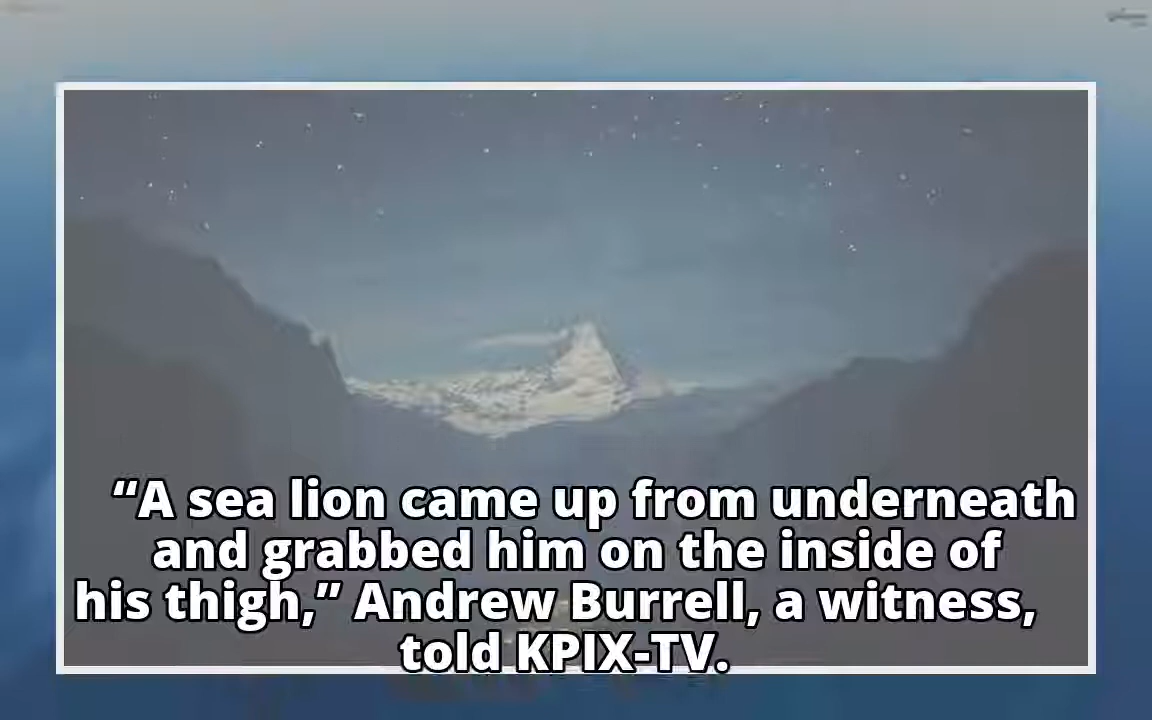 “A sea lion came up from underneath
and grabbed him on the inside of
his thigh,” Andrew Burrell, a witness,
told KPIX-TV.